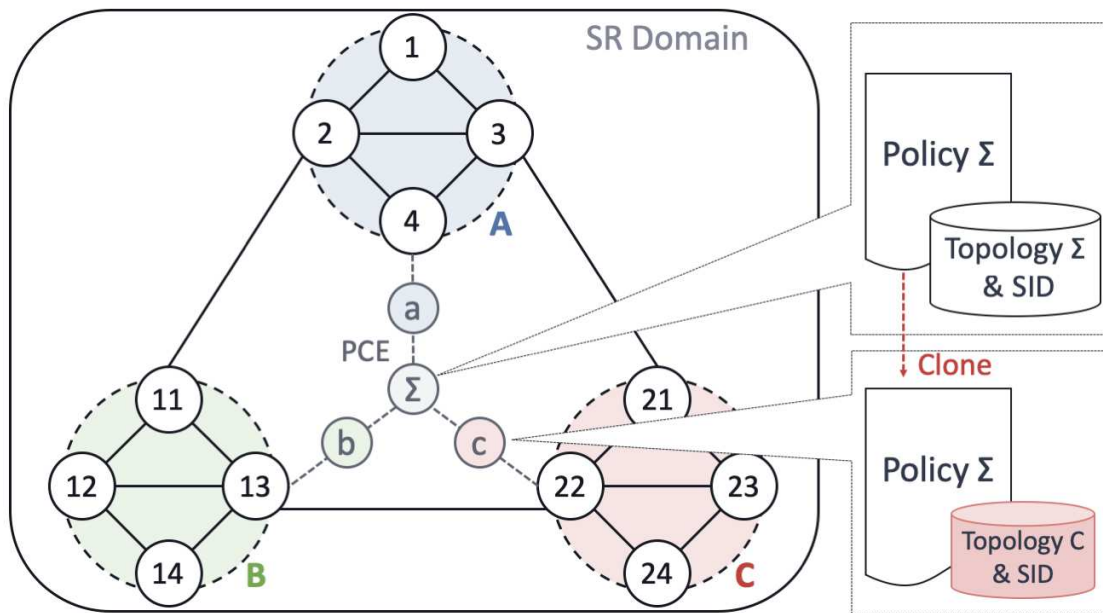 SR Domain
1
2
3
4
A
a
PCE
Σ
b
c
11
12
13
14
B
21
22
23
24
C
Policy Σ
Topology Σ
& SID
Clone
Policy Σ
Topology C
& SID